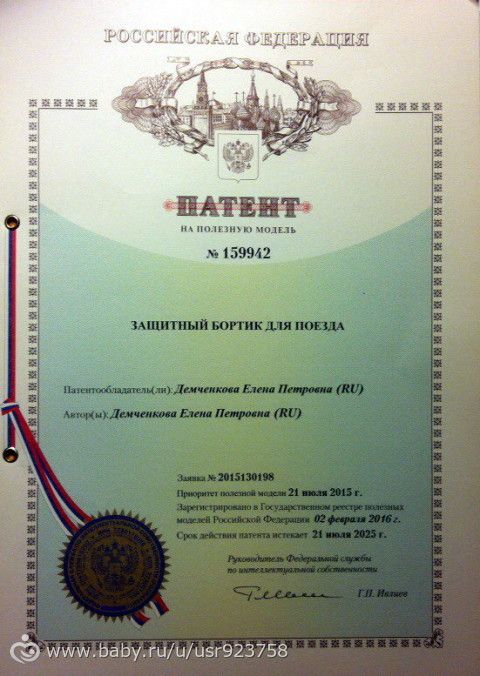 РОССИЙСКАЯ ФЕДЕРАЦИЯ
ПАТЕНТ
НА ПОЛЕЗНУЮ МОДЕЛЬ
№ 159942
ЗАЩИТНЫЙ БОРТИК ДЛЯ ПОЕЗДА
Патентообладатель(ли): Демченкова Елена Петровна (RU)
Автор(ы): Демченкова Елена Петровна (RU)
Заявка № 2015130198
Приоритет полезной модели 21 июля 2015 г.
Зарегистрировано в Государственном реестре полезных
моделей Российской Федерации 02 февраля 2016 г.
Срок действия патента истекает 21 июля 2025 г.
Руководитель Федеральной службы
по интеллектуальной собственности
Г.П. Ивлиев
www.baby.ru/u/usr923758